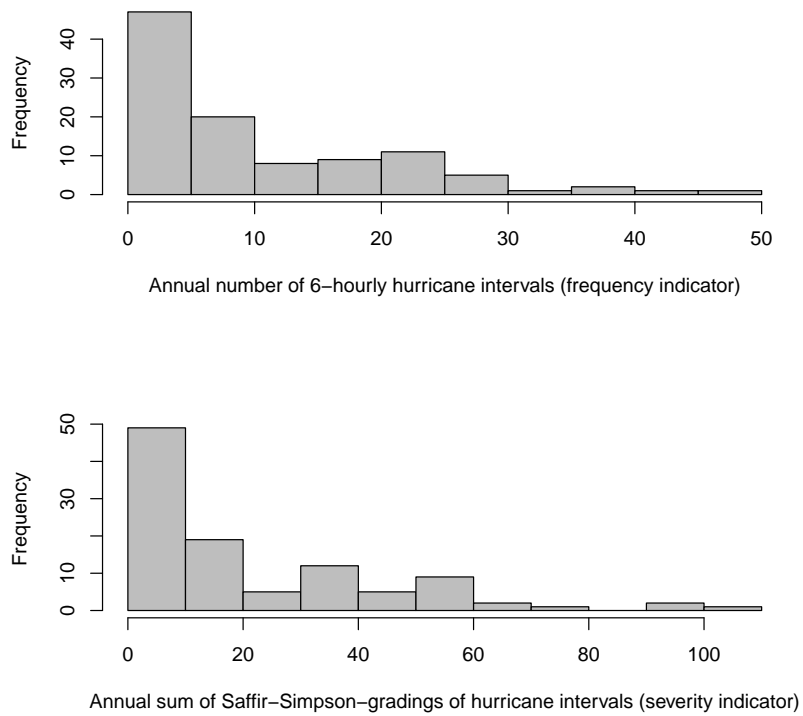 Frequency
40
30
20
10
0
0 10 20 30 40 50
Annual number of 6−hourly hurricane intervals (frequency indicator)
Frequency
50
30
10
0
0 20 40 60 80 100
Annual sum of Saffir−Simpson−gradings of hurricane intervals (severity indicator)